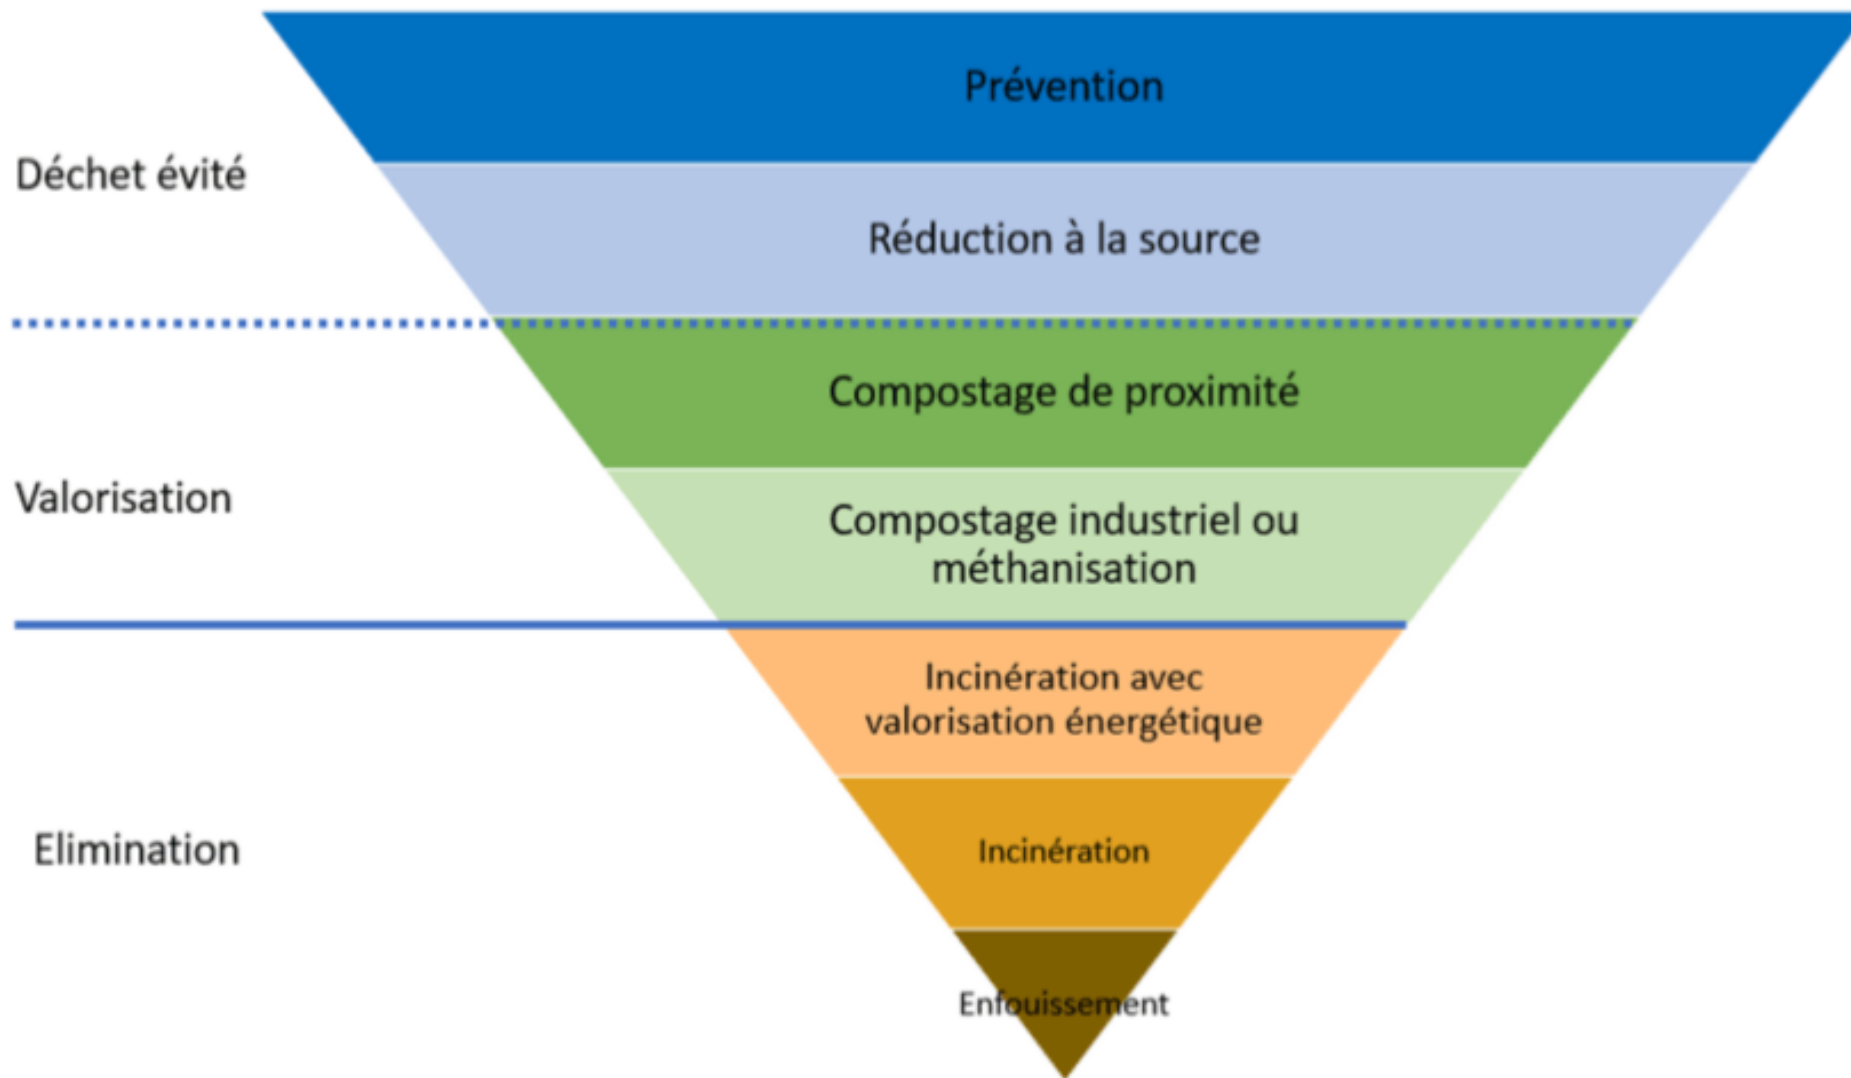 Prévention
Déchet évité
Réduction à la source
Compostage de proximité
Valorisation
Compostage industriel ou
méthanisation
Incinération avec
valorisation énergétique
Elimination
Incinération
Enfouissement